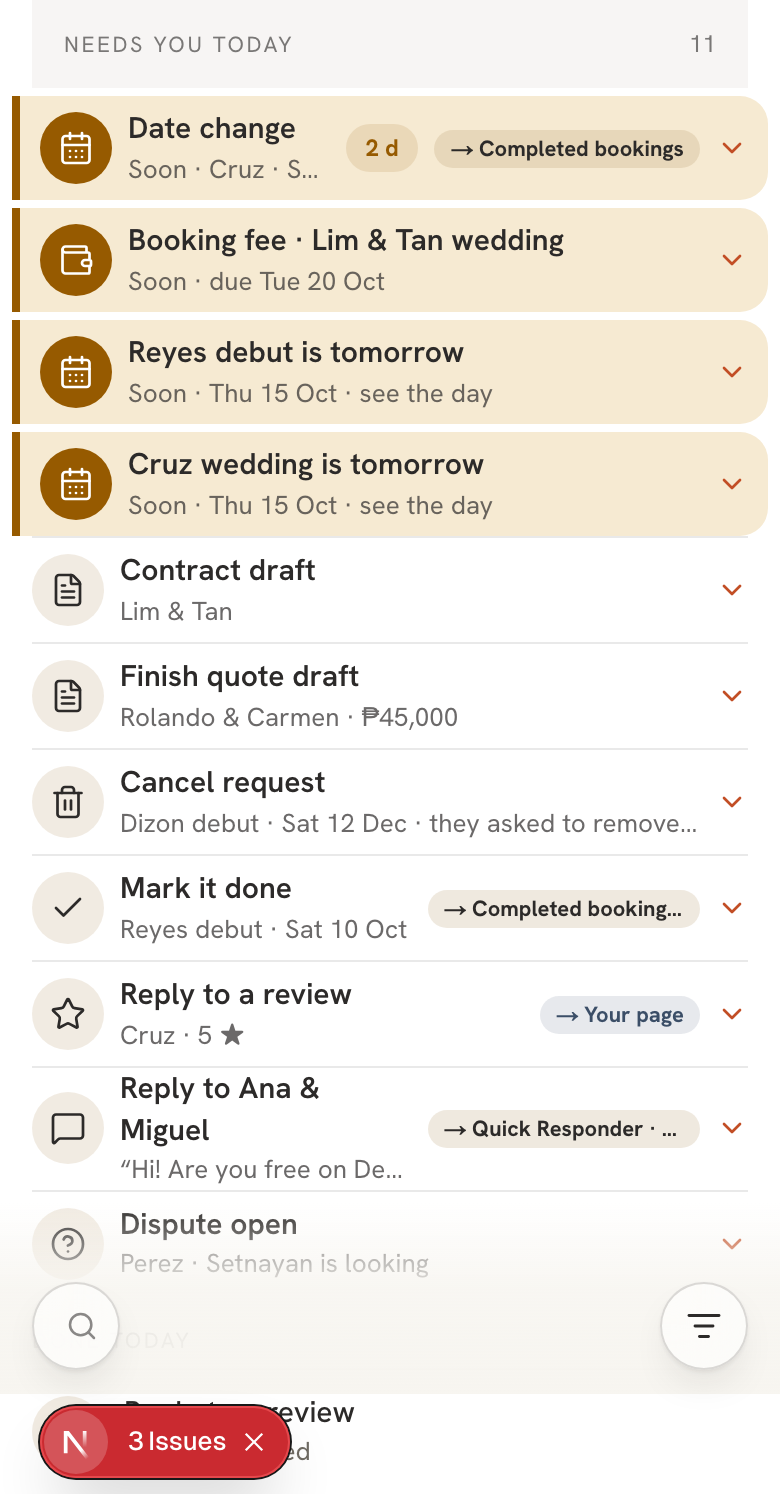 NEEDS YOU TODAY 11
Date change
Soon · Cruz · S...
2 d
→ Completed bookings
Booking fee · Lim & Tan wedding
Soon · due Tue 20 Oct
Reyes debut is tomorrow
Soon · Thu 15 Oct · see the day
Cruz wedding is tomorrow
Soon · Thu 15 Oct · see the day
Contract draft
Lim & Tan
Finish quote draft
Rolando & Carmen · ₱45,000
Cancel request
Dizon debut · Sat 12 Dec · they asked to remove...
Mark it done
Reyes debut · Sat 10 Oct
→ Completed booking...
Reply to a review
Cruz · 5 ★
→ Your page
Reply to Ana &
Miguel
“Hi! Are you free on De...
→ Quick Responder · ...
Dispute open
Perez · Setnayan is looking
TODAY
review
3 Issues